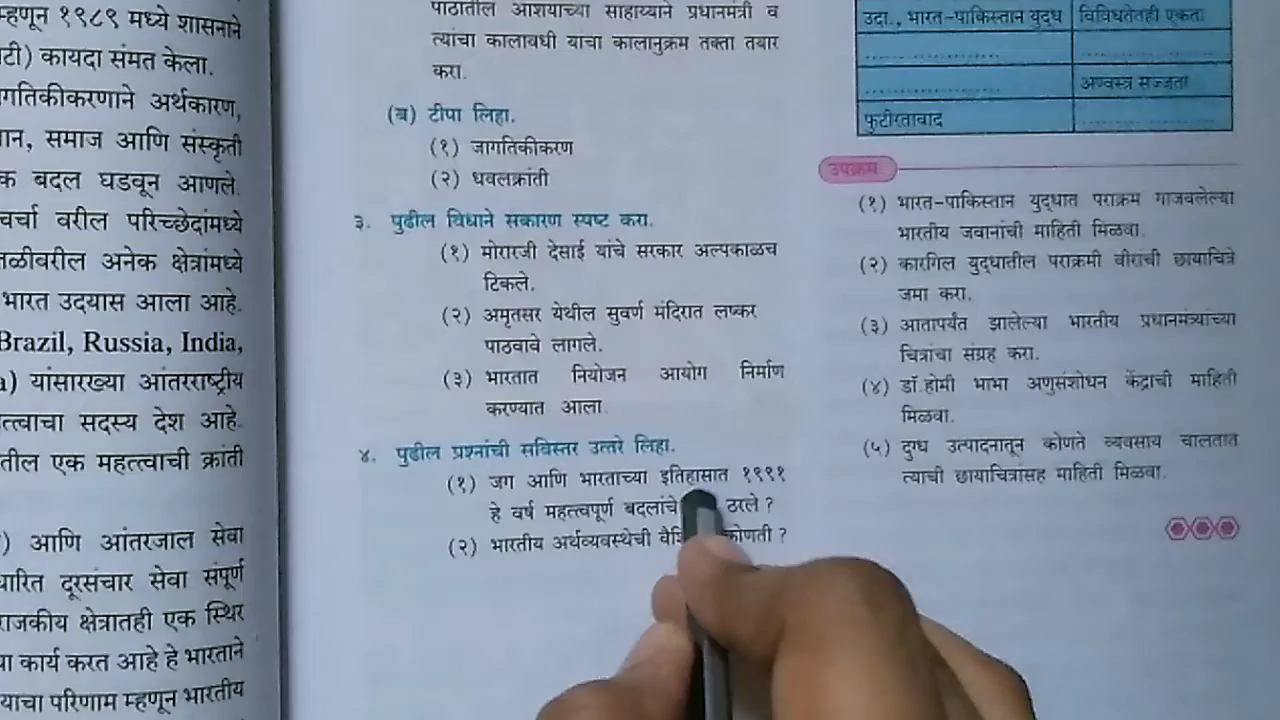 म्हणून १९८९ मध्ये शासनाने
टी) कायदा संमत केला.
गतिकीकरणाने अर्थकारण,
ान, समाज आणि संस्कृती
क बदल घडवून आणले.
चर्चा वरील परिच्छेदांमध्ये
तळीवरील अनेक क्षेत्रांमध्ये
भारत उदयास आला आहे.
Brazil, Russia, India,
a) यांसारख्या आंतरराष्ट्रीय
त्त्वाचा सदस्य देश आहे.
तील एक महत्त्वाची क्रांती
) आणि आंतरजाल सेवा
धारित दूरसंचार सेवा संपूर्ण
राजकीय क्षेत्रातही एक स्थिर
या कार्य करत आहे हे भारताने
याचा परिणाम म्हणून भारतीय
पाठातील आशयाच्या साहाय्याने प्रधानमंत्री व
त्यांचा कालावधी याचा कालानुक्रम तक्ता तयार
करा.
(ब) टीपा लिहा.
(१) जागतिकीकरण
(२) धवलक्रांती
३. पुढील विधाने सकारण स्पष्ट करा.
(१) मोरारजी देसाई यांचे सरकार अल्पकाळच
टिकले.
(२) अमृतसर येथील सुवर्ण मंदिरात लष्कर
पाठवावे लागले.
(३) भारतात नियोजन आयोग निर्माण
करण्यात आला.
४. पुढील प्रश्नांची सविस्तर उत्तरे लिहा.
(१) जग आणि भारताच्या इतिहासात १९९१
हे वर्ष महत्त्वपूर्ण बदलांचे ठरले ?
(२) भारतीय अर्थव्यवस्थेची कोणती ?
उदा., भारत-पाकिस्तान युद्ध विविधतेतही एकता
.......................... ..........................
.......................... अण्वस्त्र सज्जता
फुटीरतावाद ..........................
उपक्रम
(१) भारत-पाकिस्तान युद्धात पराक्रम गाजवलेल्या
भारतीय जवानांची माहिती मिळवा.
(२) कारगिल युद्धातील पराक्रमी वीरांची छायाचित्रे
जमा करा.
(३) आतापर्यंत झालेल्या भारतीय प्रधानमंत्र्यांच्या
चित्रांचा संग्रह करा.
(४) डॉ.होमी भाभा अणुसंशोधन केंद्राची माहिती
मिळवा.
(५) दुग्ध उत्पादनातून कोणते व्यवसाय चालतात
त्याची छायाचित्रांसह माहिती मिळवा.